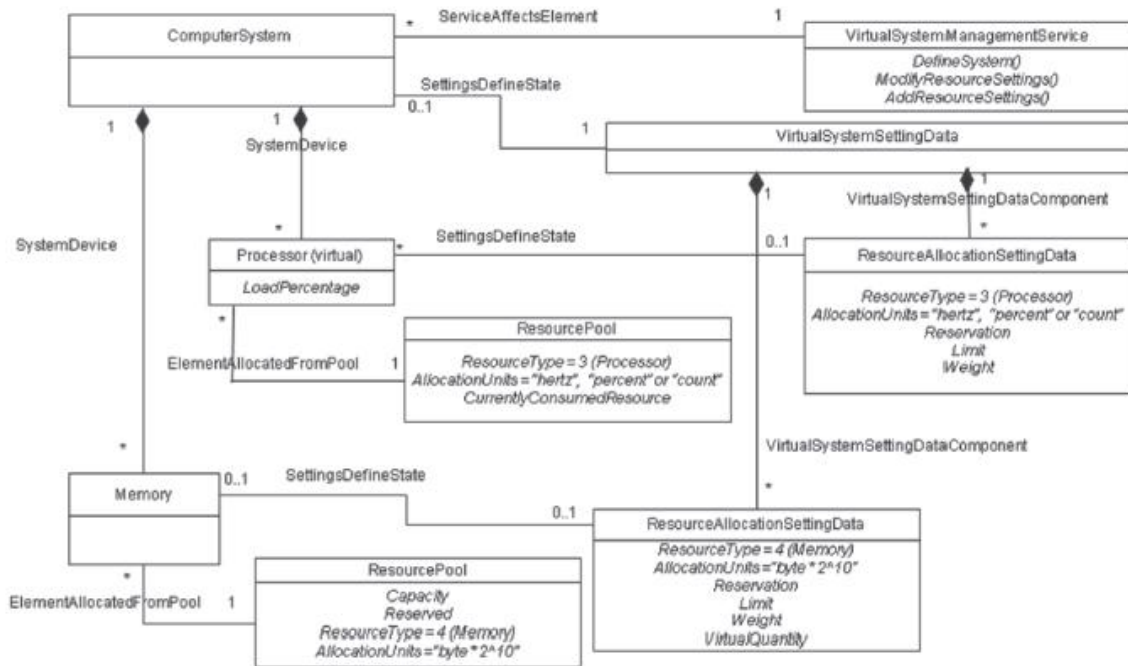 ServiceAffectsElement
*
1
ComputerSystem
VirtualSystemManagementService
DefineSystem()
ModifyResourceSettings()
AddResourceSettings()
SettingsDefineState
0..1
1
VirtualSystemSettingData
1
1
SystemDevice
1
1
VirtualSystemSettingDataComponent
SystemDevice
*
*
SettingsDefineState
*
0..1
Processor (virtual)
LoadPercentage
ResourceAllocationSettingData
ResourceType = 3 (Processor)
AllocationUnits = "hertz", "percent" or "count"
Reservation
Limit
Weight
*
ElementAllocatedFromPool
1
ResourcePool
ResourceType = 3 (Processor)
AllocationUnits = "hertz", "percent" or "count"
CurrentlyConsumedResource
*
VirtualSystemSettingDataComponent
*
0..1
SettingsDefineState
0..1
Memory
ResourceAllocationSettingData
ResourceType = 4 (Memory)
AllocationUnits = "byte * 2^10"
Reservation
Limit
Weight
VirtualQuantity
*
ElementAllocatedFromPool
1
ResourcePool
Capacity
Reserved
ResourceType = 4 (Memory)
AllocationUnits = "byte * 2^10"